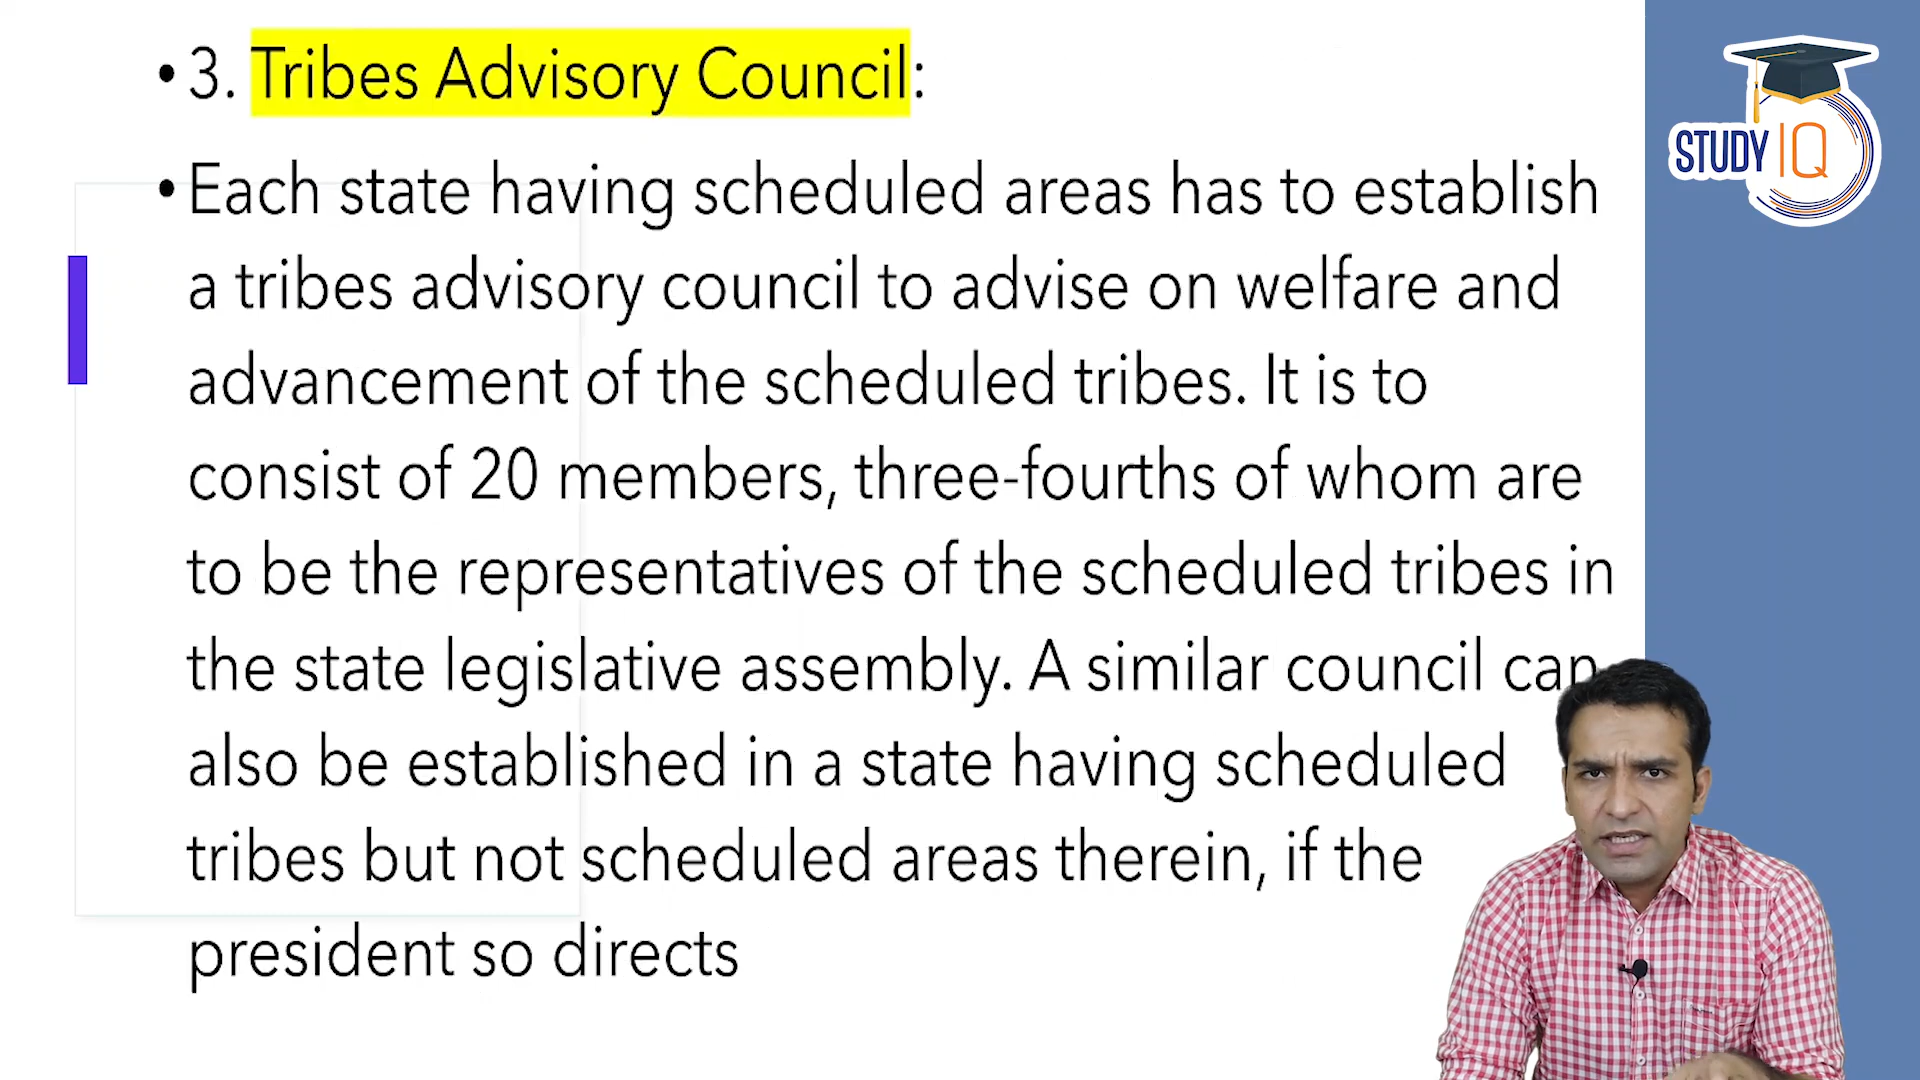 • 3. Tribes Advisory Council:
• Each state having scheduled areas has to establish
a tribes advisory council to advise on welfare and
advancement of the scheduled tribes. It is to
consist of 20 members, three-fourths of whom are
to be the representatives of the scheduled tribes in
the state legislative assembly. A similar council can
also be established in a state having scheduled
tribes but not scheduled areas therein, if the
president so directs
STUDY IQ